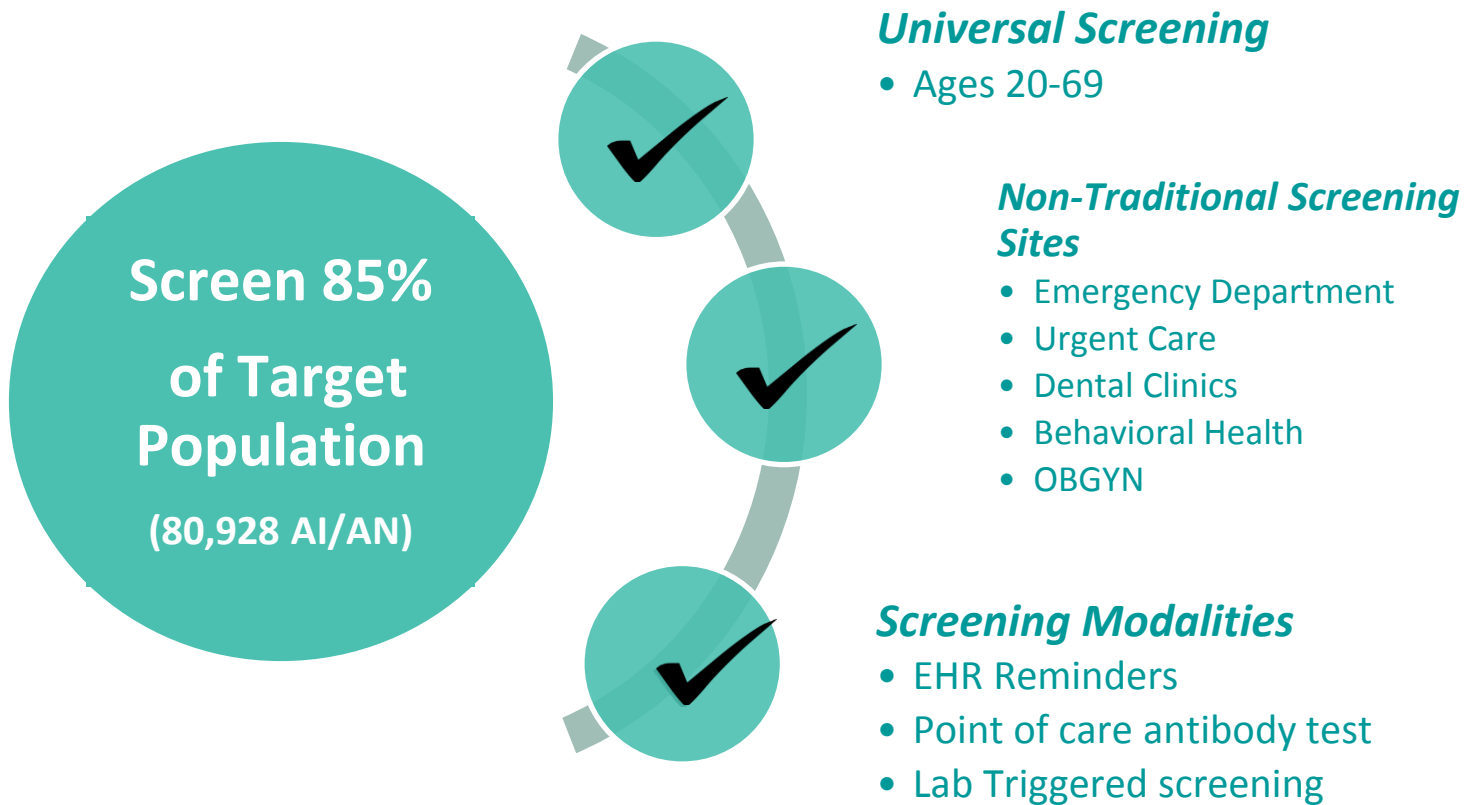 Screen 85%
of Target
Population
(80,928 AI/AN)
Universal Screening
• Ages 20-69
Non-Traditional Screening
Sites
• Emergency Department
• Urgent Care
• Dental Clinics
• Behavioral Health
• OBGYN
Screening Modalities
• EHR Reminders
• Point of care antibody test
• Lab Triggered screening